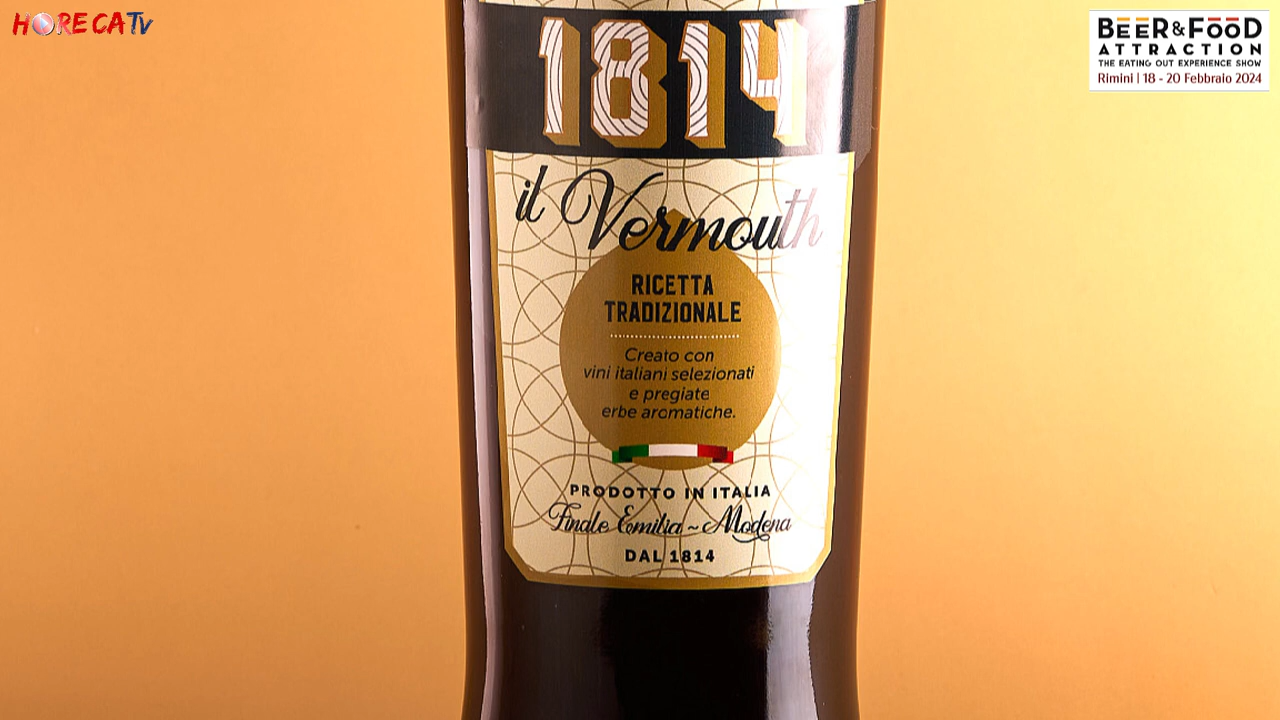 HORECATV
BEER&FOOD
ATTRACTION
THE EATING OUT EXPERIENCE SHOW
Rimini | 18 - 20 Febbraio 2024
1814
il Vermouth
RICETTA
TRADIZIONALE
Creato con
vini italiani selezionati
e pregiate
erbe aromatiche.
PRODOTTO IN ITALIA
Finale Emilia ~ Modena
DAL 1814